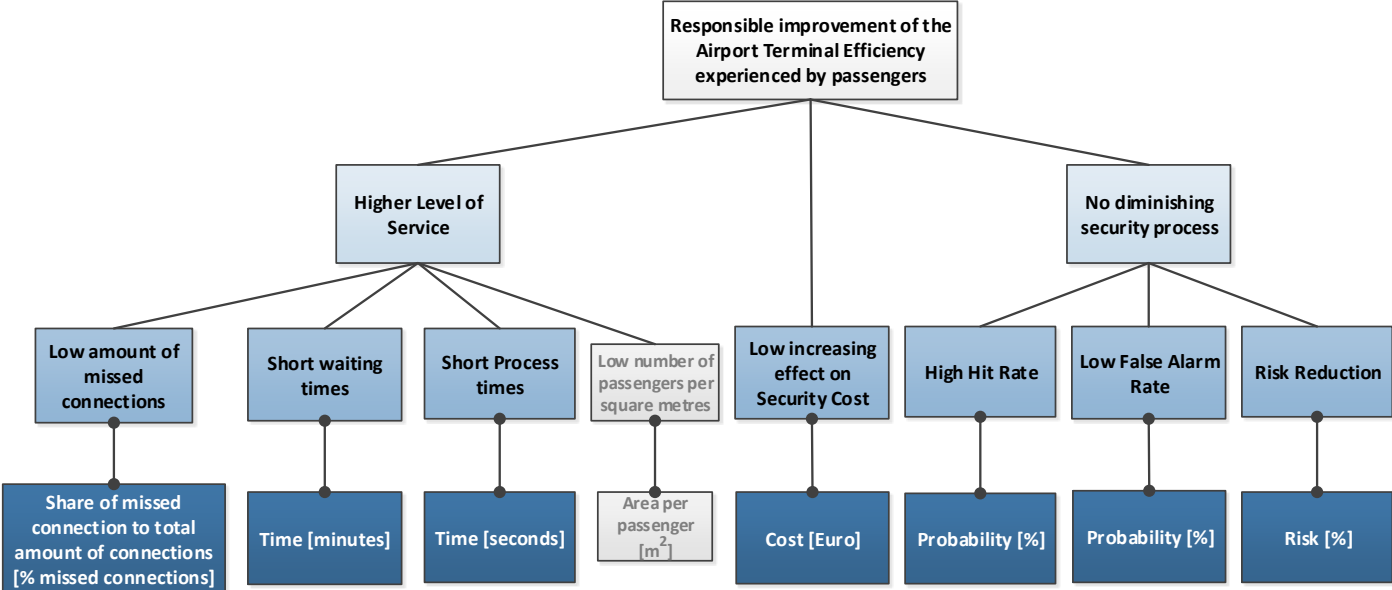 Responsible improvement of the
Airport Terminal Efficiency
experienced by passengers
Higher Level of
Service
No diminishing
security process
Low amount of
missed
connections
Short waiting
times
Short Process
times
Low number of
passengers per
square metres
Low increasing
effect on
Security Cost
High Hit Rate
Low False Alarm
Rate
Risk Reduction
Share of missed
connection to total
amount of connections
[% missed connections]
Time [minutes]
Time [seconds]
Area per
passenger
[m²]
Cost [Euro]
Probability [%]
Probability [%]
Risk [%]